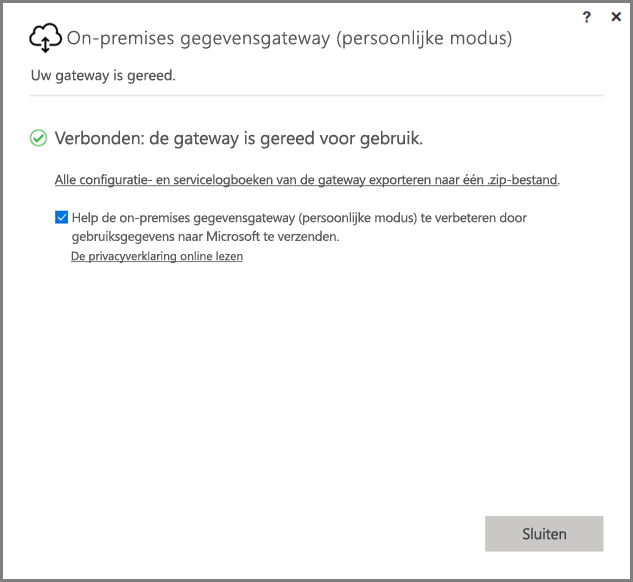 ? ×
On-premises gegevensgateway (persoonlijke modus)
Uw gateway is gereed.
Verbonden: de gateway is gereed voor gebruik.
Alle configuratie- en servicelogboeken van de gateway exporteren naar één .zip-bestand.
Help de on-premises gegevensgateway (persoonlijke modus) te verbeteren door
gebruiksgegevens naar Microsoft te verzenden.
De privacyverklaring online lezen
Sluiten